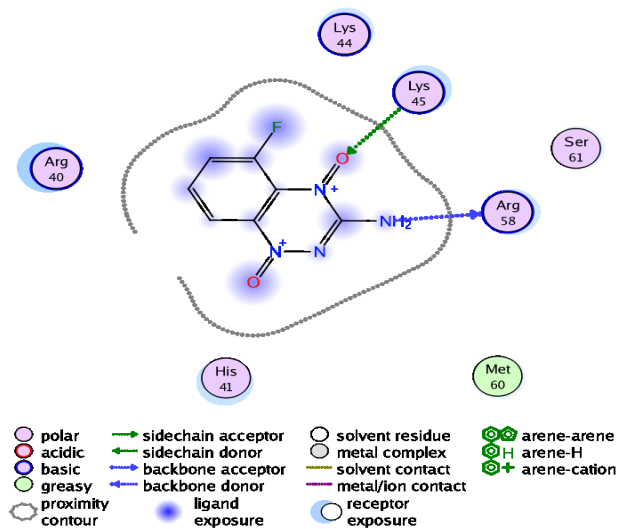 Lys
44
Lys
45
Ser
61
Arg
40
Arg
58
F
O
N+
NH2
N+
N
O
His
41
Met
60
polar sidechain acceptor solvent residue arene-arene
acidic sidechain donor metal complex H arene-H
basic backbone acceptor solvent contact + arene-cation
greasy backbone donor metal/ion contact
proximity ligand receptor
contour exposure exposure